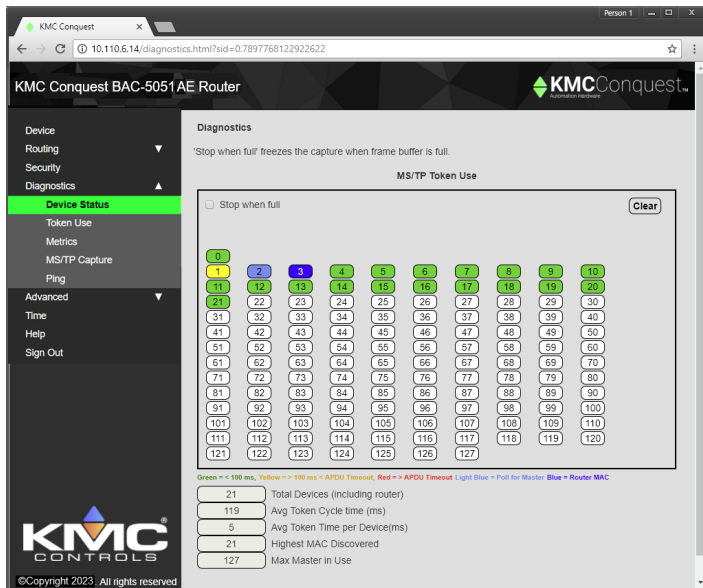 Person 1
KMC Conquest
10.110.6.14/diagnostics.html?sid=0.7897768122922622
KMC Conquest BAC-5051AE Router
KMCConquest™
Automation Hardware
Device
Routing ▼
Security
Diagnostics ▲
Device Status
Token Use
Metrics
MS/TP Capture
Ping
Advanced ▼
Time
Help
Sign Out
KMC®
CONTROLS
©Copyright 2023 All rights reserved
Diagnostics
'Stop when full' freezes the capture when frame buffer is full.
MS/TP Token Use
Stop when full Clear
0
1 2 3 4 5 6 7 8 9 10
11 12 13 14 15 16 17 18 19 20
21 22 23 24 25 26 27 28 29 30
31 32 33 34 35 36 37 38 39 40
41 42 43 44 45 46 47 48 49 50
51 52 53 54 55 56 57 58 59 60
61 62 63 64 65 66 67 68 69 70
71 72 73 74 75 76 77 78 79 80
81 82 83 84 85 86 87 88 89 90
91 92 93 94 95 96 97 98 99 100
101 102 103 104 105 106 107 108 109 110
111 112 113 114 115 116 117 118 119 120
121 122 123 124 125 126 127
Green = < 100 ms, Yellow = > 100 ms < APDU Timeout, Red = > APDU Timeout Light Blue = Poll for Master Blue = Router MAC
21 Total Devices (including router)
119 Avg Token Cycle time (ms)
5 Avg Token Time per Device(ms)
21 Highest MAC Discovered
127 Max Master in Use